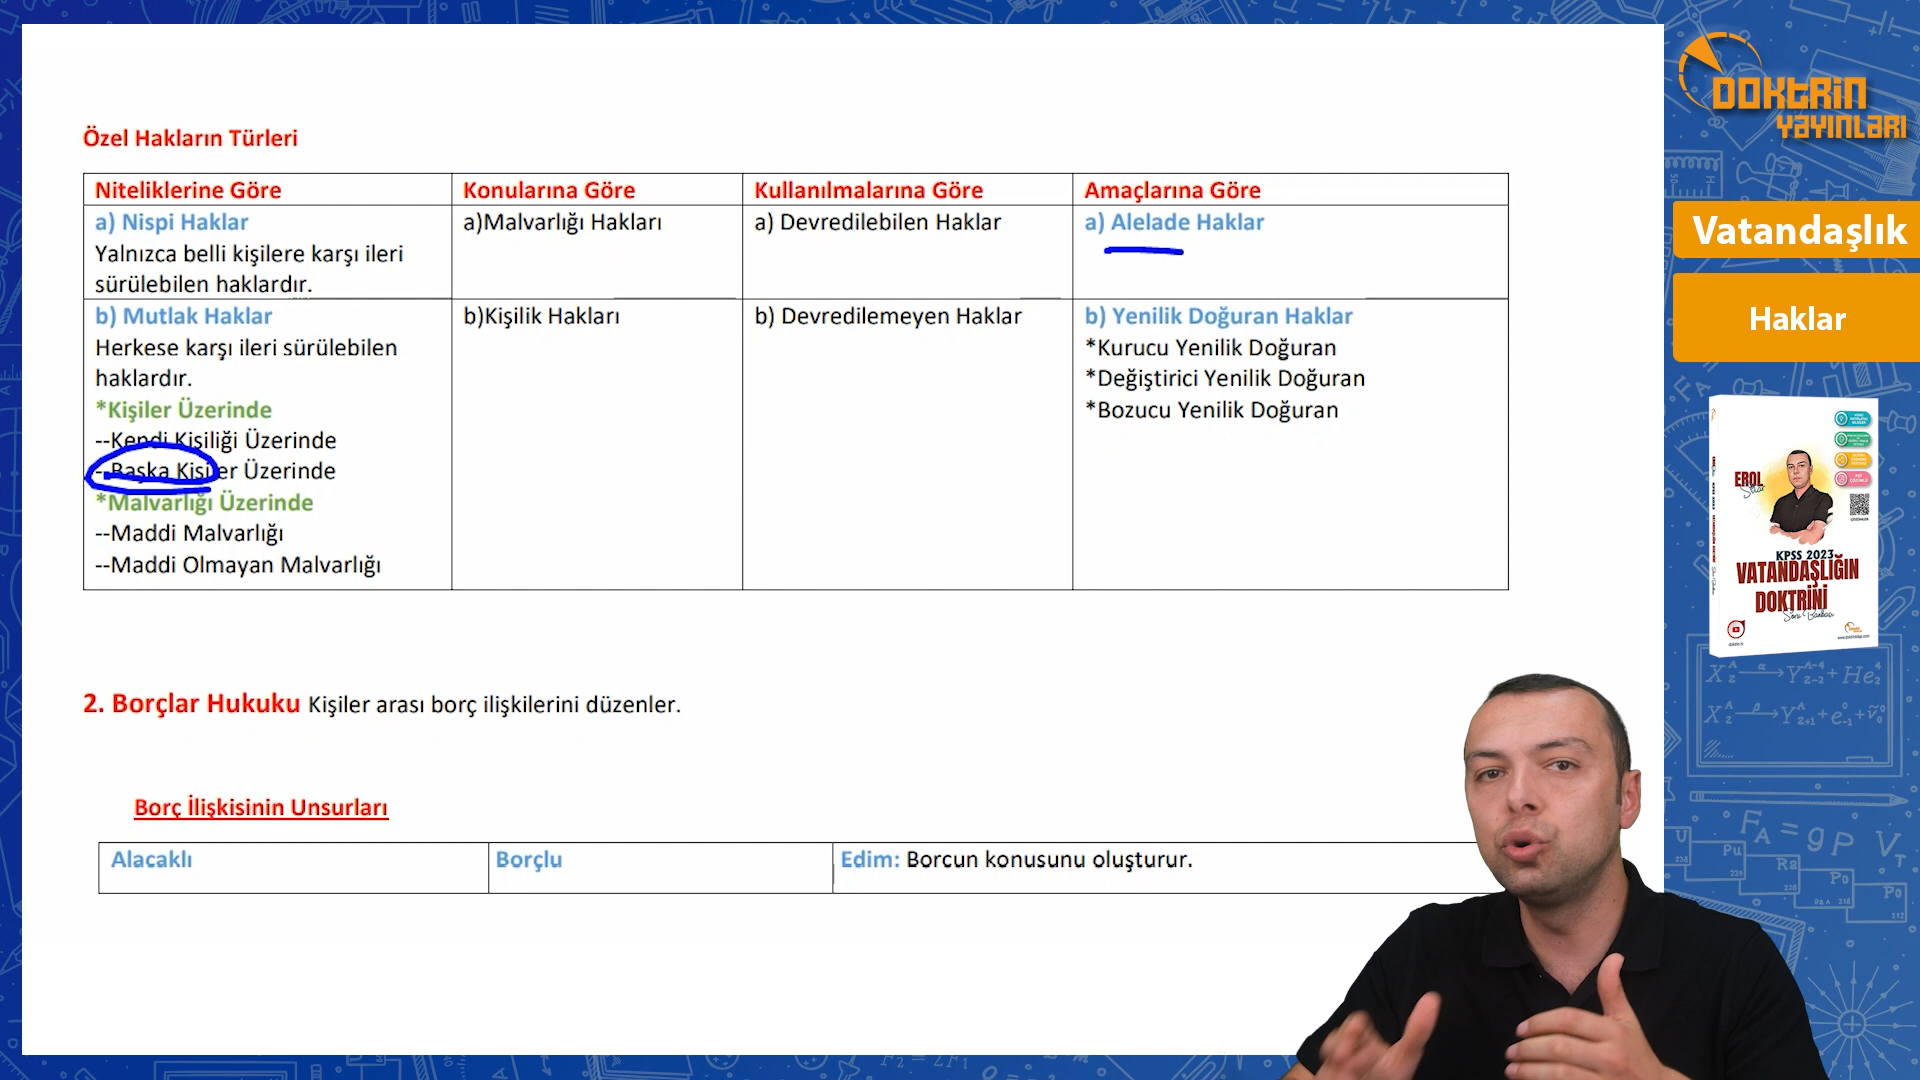 Özel Hakların Türleri
Niteliklerine Göre
Konularına Göre
Kullanılmalarına Göre
Amaçlarına Göre
a) Nispi Haklar
Yalnızca belli kişilere karşı ileri
sürülebilen haklardır.
a)Malvarlığı Hakları
a) Devredilebilen Haklar
a) Alelade Haklar
b) Mutlak Haklar
Herkese karşı ileri sürülebilen
haklardır.
*Kişiler Üzerinde
--Kendi Kişiliği Üzerinde
--Başka Kişiler Üzerinde
*Malvarlığı Üzerinde
--Maddi Malvarlığı
--Maddi Olmayan Malvarlığı
b)Kişilik Hakları
b) Devredilemeyen Haklar
b) Yenilik Doğuran Haklar
*Kurucu Yenilik Doğuran
*Değiştirici Yenilik Doğuran
*Bozucu Yenilik Doğuran
2. Borçlar Hukuku Kişiler arası borç ilişkilerini düzenler.
Borç İlişkisinin Unsurları
Alacaklı
Borçlu
Edim: Borcun konusunu oluşturur.
DOKTRİN
YAYINLARI
Vatandaşlık
Haklar
EROL
KPSS 2023
VATANDAŞLIĞIN
DOKTRİNİ
Soru Bankası